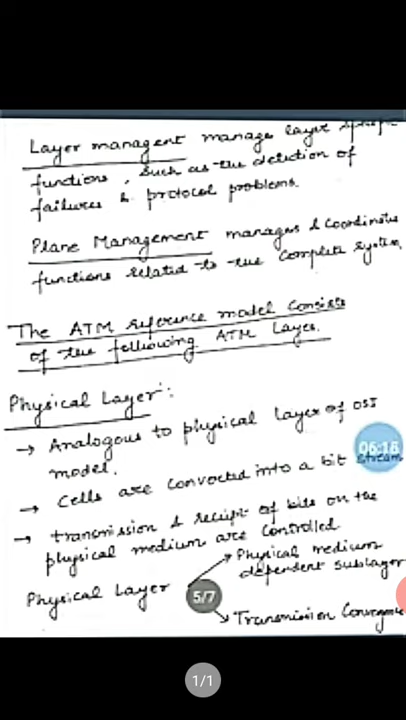 Layer managent manage layer specific
functions, such as the detection of
failures & protocol problems.
Plane Management manages & coordinates
functions related to the complete system.
The ATM reference model consists
of the following ATM Layer.
Physical Layer:
→ Analogous to physical layer of OSI
model.
06:16
→ Cells are converted into a bit stream
→ transmission & receipt of bits on the
physical medium are controlled
Physical Layer → Physical medium
dependent sublayer
5/7
→ Transmission Convergence
1/1